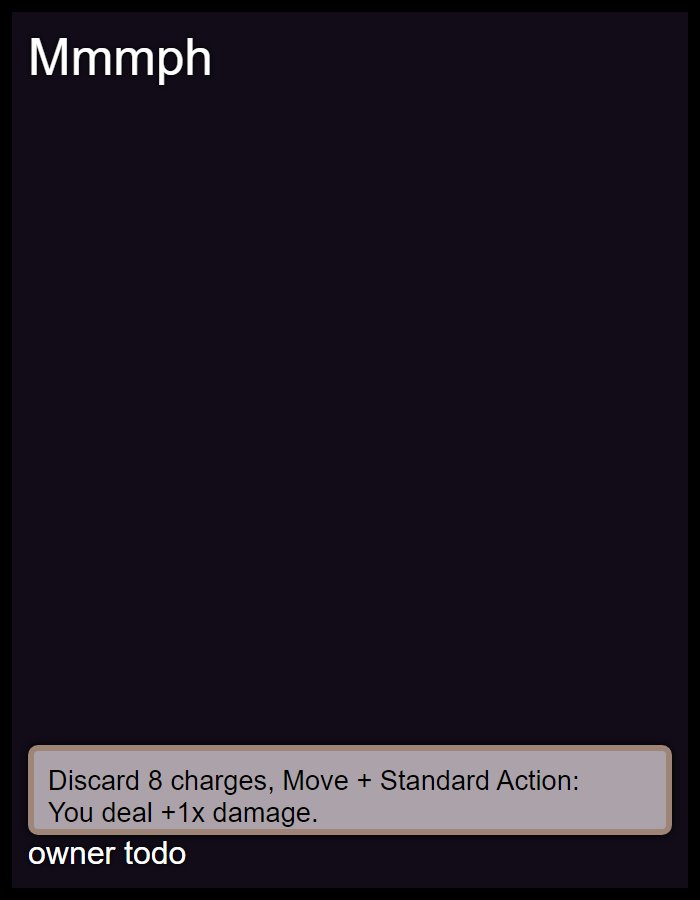 Mmmph
Discard 8 charges, Move + Standard Action:
You deal +1x damage.
owner todo